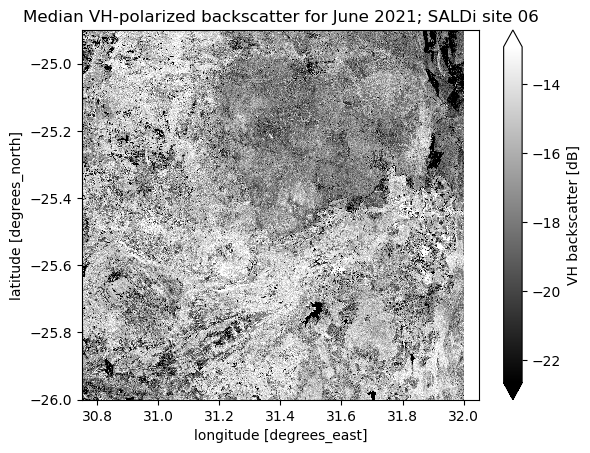 Median VH-polarized backscatter for June 2021; SALDi site 06
−25.0
−25.2
−25.4
−25.6
−25.8
−26.0
latitude [degrees_north]
30.8 31.0 31.2 31.4 31.6 31.8 32.0
longitude [degrees_east]
−14
−16
−18
−20
−22
VH backscatter [dB]